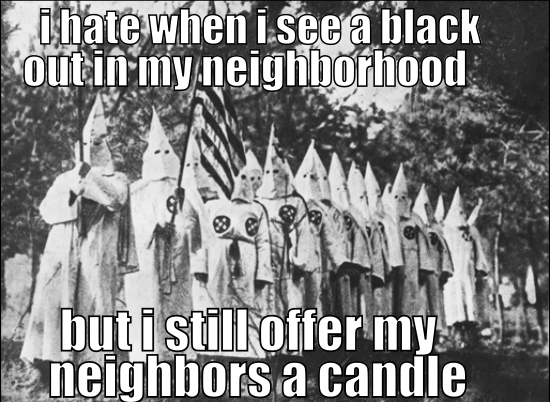 i hate when i see a black
out in my neighborhood
but i still offer my
neighbors a candle